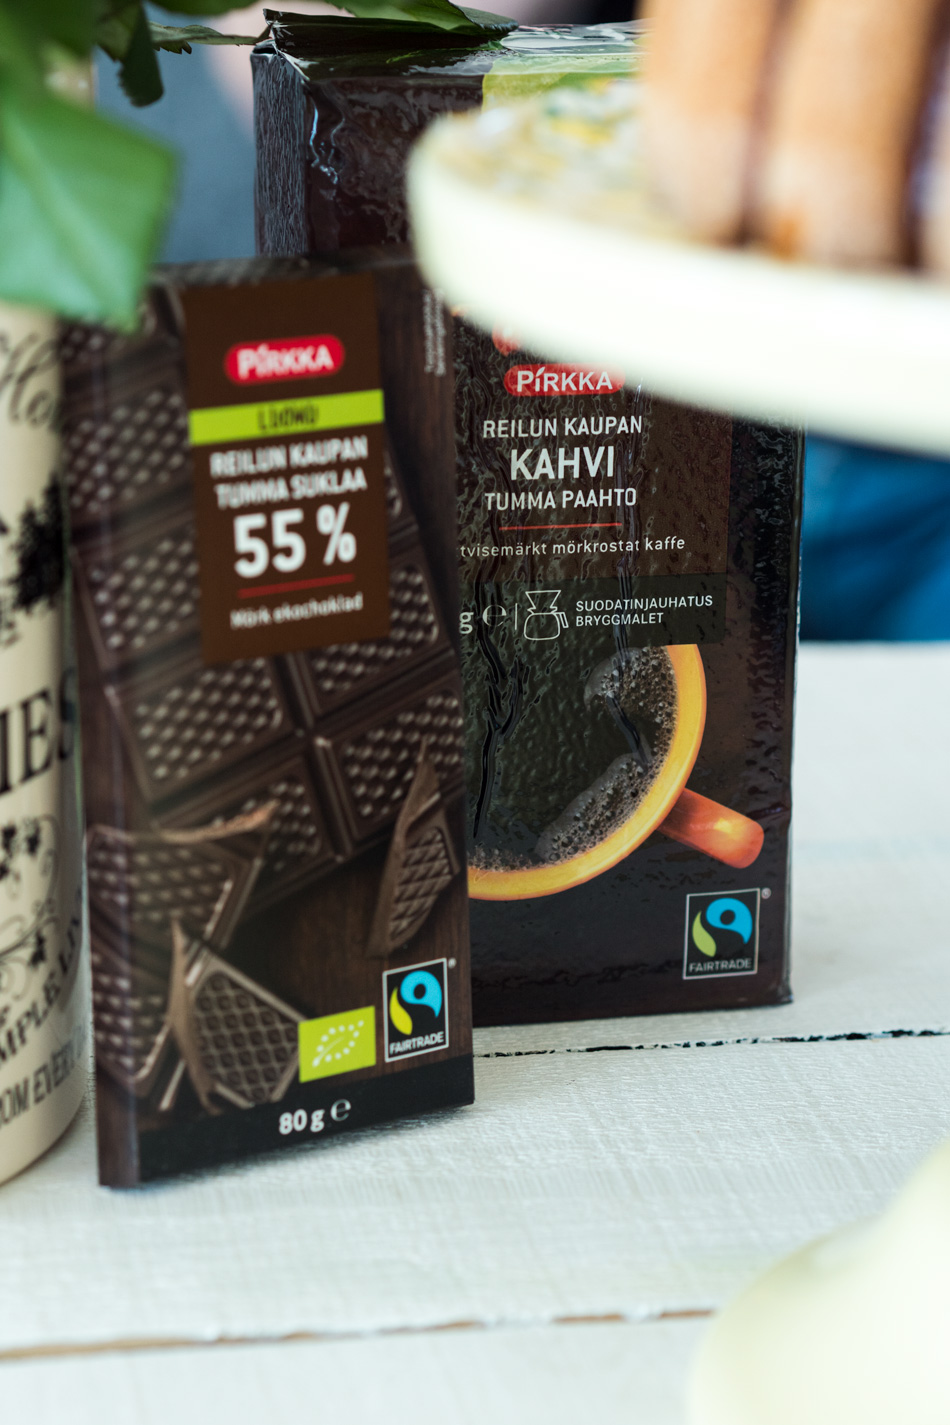 PIRKKA
LUOMU
REILUN KAUPAN
TUMMA SUKLAA
55 %
Mörk ekochoklad
FAIRTRADE
80 g ℮
PIRKKA
REILUN KAUPAN
KAHVI
TUMMA PAAHTO
tvisemärkt mörkrostat kaffe
g ℮
SUODATINJAUHATUS
BRYGGMALET
FAIRTRADE